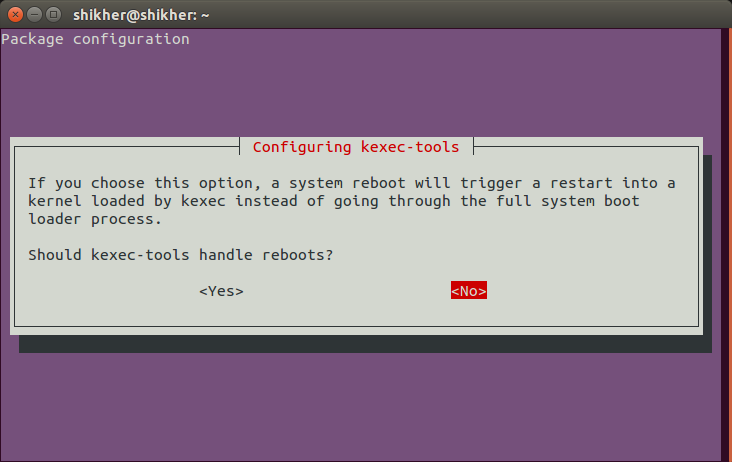 shikher@shikher: ~
Package configuration
Configuring kexec-tools
If you choose this option, a system reboot will trigger a restart into a
kernel loaded by kexec instead of going through the full system boot
loader process.
Should kexec-tools handle reboots?
<Yes> <No>